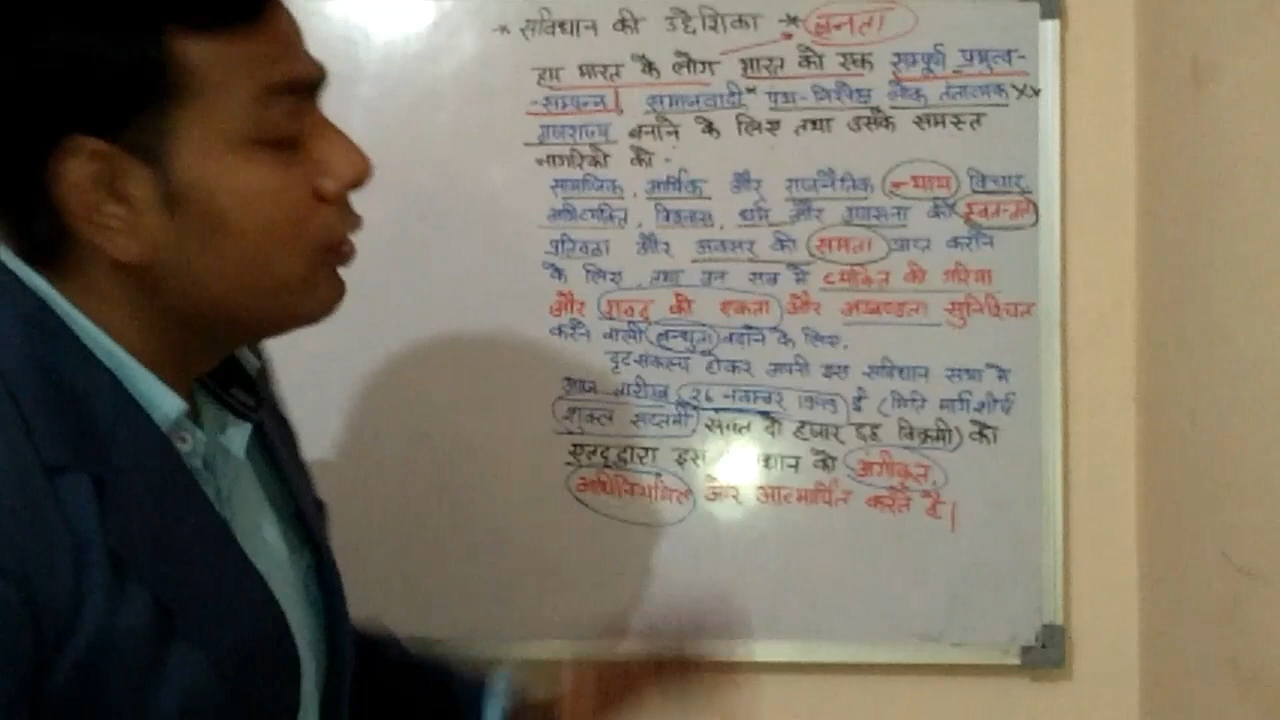 * संविधान की उद्देशिका * जनता
हम भारत के लोग भारत को एक सम्पूर्ण प्रभुत्व-
-सम्पन्न, समाजवादी* पंथ-निरपेक्ष लोक तंत्रात्मक xx
गणराज्य बनाने के लिए तथा उसके समस्त
नागरिकों को -
सामाजिक, आर्थिक और राजनैतिक न्याय विचार
अभिव्यक्ति, विश्वास, धर्म और उपासना की स्वतन्त्रता
प्रतिष्ठा और अवसर की समता प्राप्त कराने
के लिए, तथा उन सब में व्यक्ति की गरिमा
और राष्ट्र की एकता और अखण्डता सुनिश्चित
करने वाली बन्धुता बढ़ाने के लिए,
दृढ़संकल्प होकर अपनी इस संविधान सभा में
आज तारीख 26 नवम्बर 1949 ई (मिति मार्गशीर्ष
शुक्ल सप्तमी संवत दो हजार छह विक्रमी) को
एतद्द्वारा इस को अंगीकृत,
अधिनियमित और आत्मार्पित करते है।